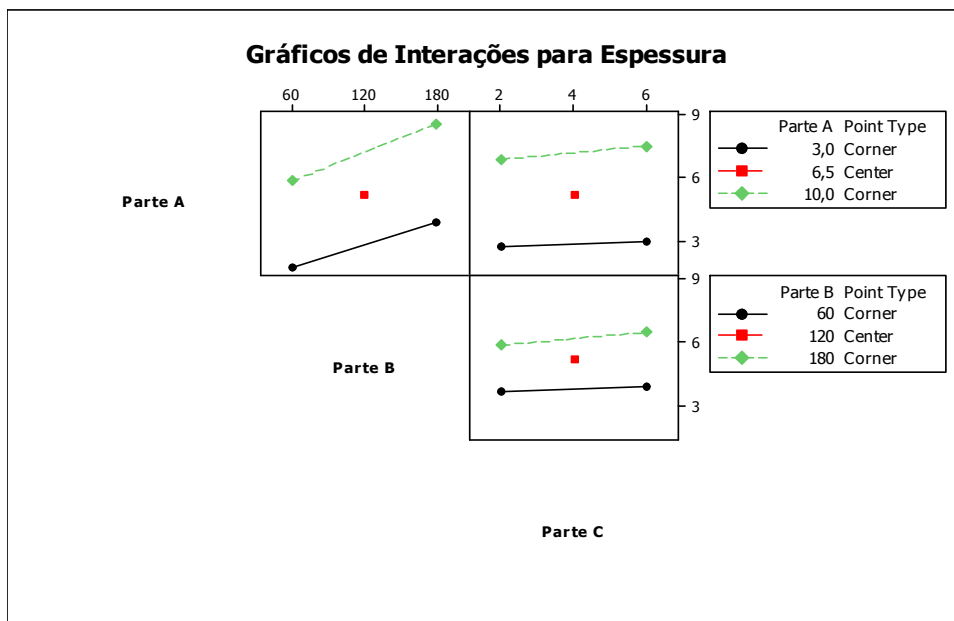 Gráficos de Interações para Espessura
60 120 180 2 4 6
9
6
3
Parte A
Parte A Point Type
3,0 Corner
6,5 Center
10,0 Corner
9
6
3
Parte B
Parte B Point Type
60 Corner
120 Center
180 Corner
Parte C